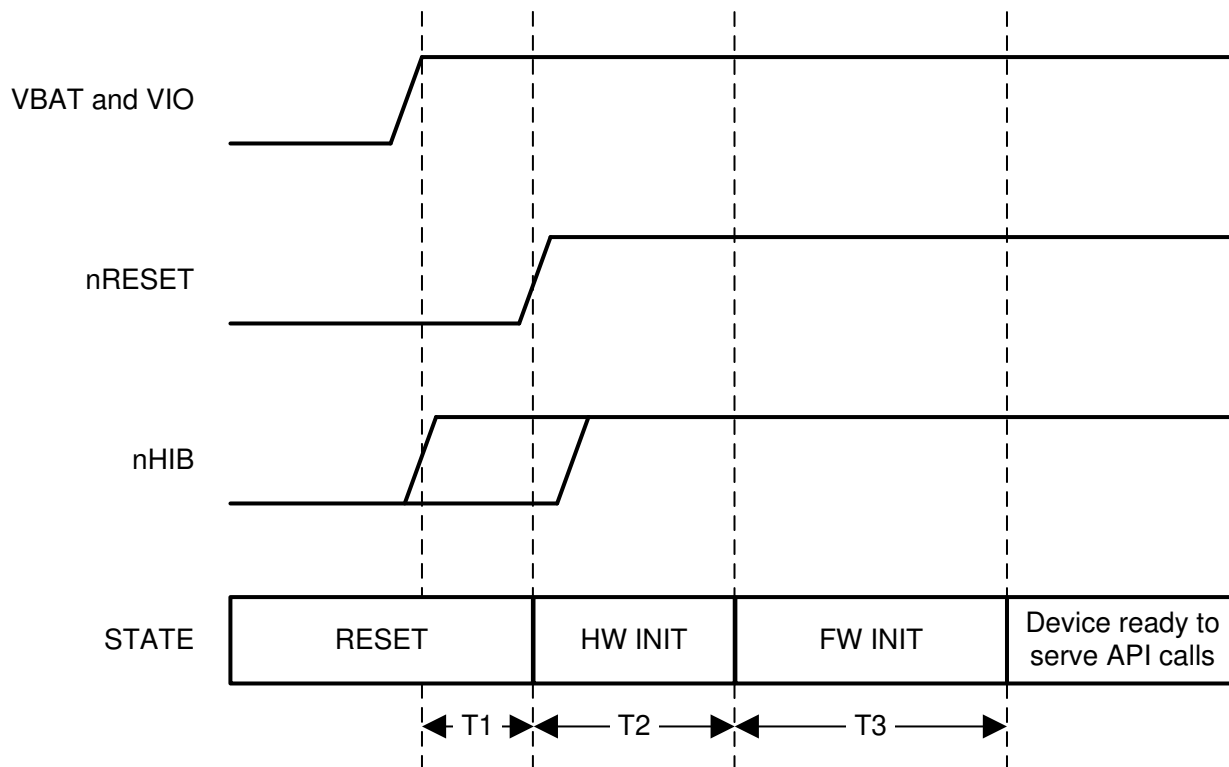 VBAT and VIO
nRESET
nHIB
STATE
RESET
HW INIT
FW INIT
Device ready to
serve API calls
T1
T2
T3